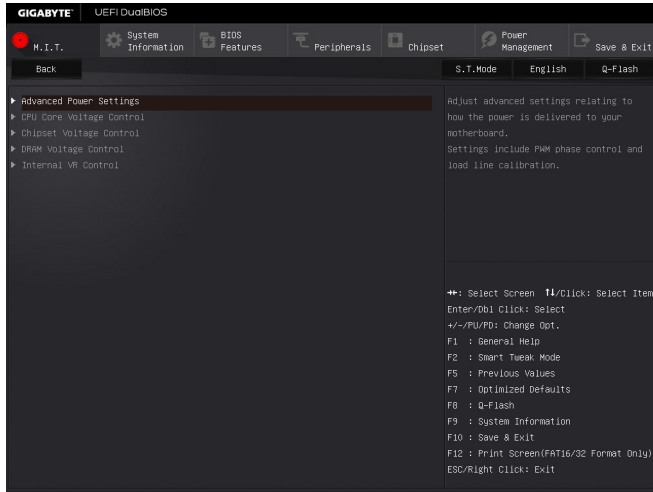 GIGABYTE™ UEFI DualBIOS
M.I.T. System Information BIOS Features Peripherals Chipset Power Management Save & Exit
Back S.T.Mode English Q-Flash
Advanced Power Settings
CPU Core Voltage Control
Chipset Voltage Control
DRAM Voltage Control
Internal VR Control
Adjust advanced settings relating to
how the power is delivered to your
motherboard.
Settings include PWM phase control and
load line calibration.
→←: Select Screen ↑↓/Click: Select Item
Enter/Dbl Click: Select
+/-/PU/PD: Change Opt.
F1 : General Help
F2 : Smart Tweak Mode
F5 : Previous Values
F7 : Optimized Defaults
F8 : Q-Flash
F9 : System Information
F10 : Save & Exit
F12 : Print Screen(FAT16/32 Format Only)
ESC/Right Click: Exit